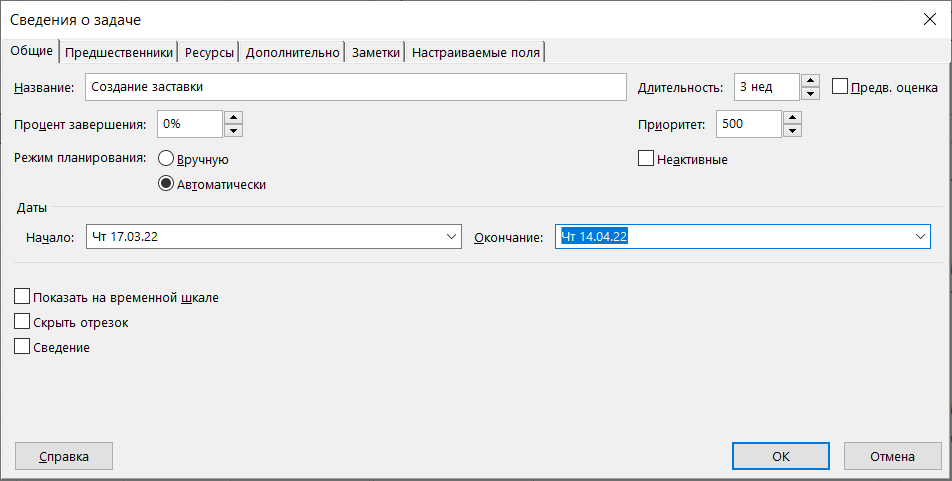 Сведения о задаче
Общие Предшественники Ресурсы Дополнительно Заметки Настраиваемые поля
Название: Создание заставки Длительность: 3 нед Предв. оценка
Процент завершения: 0% Приоритет: 500
Режим планирования: Вручную Неактивные
Автоматически
Даты
Начало: Чт 17.03.22 Окончание: Чт 14.04.22
Показать на временной шкале
Скрыть отрезок
Сведение
Справка ОК Отмена